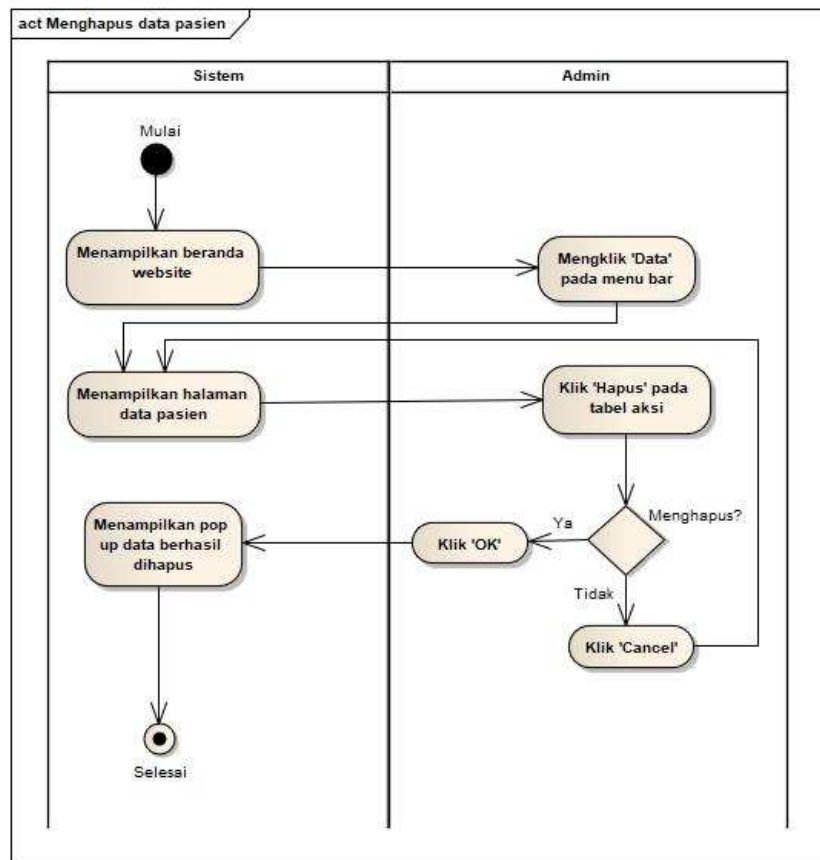 act Menghapus data pasien
Sistem
Admin
Mulai
Menampilkan beranda
website
Mengklik 'Data'
pada menu bar
Menampilkan halaman
data pasien
Klik 'Hapus' pada
tabel aksi
Menghapus?
Ya
Klik 'OK'
Menampilkan pop
up data berhasil
dihapus
Tidak
Klik 'Cancel'
Selesai